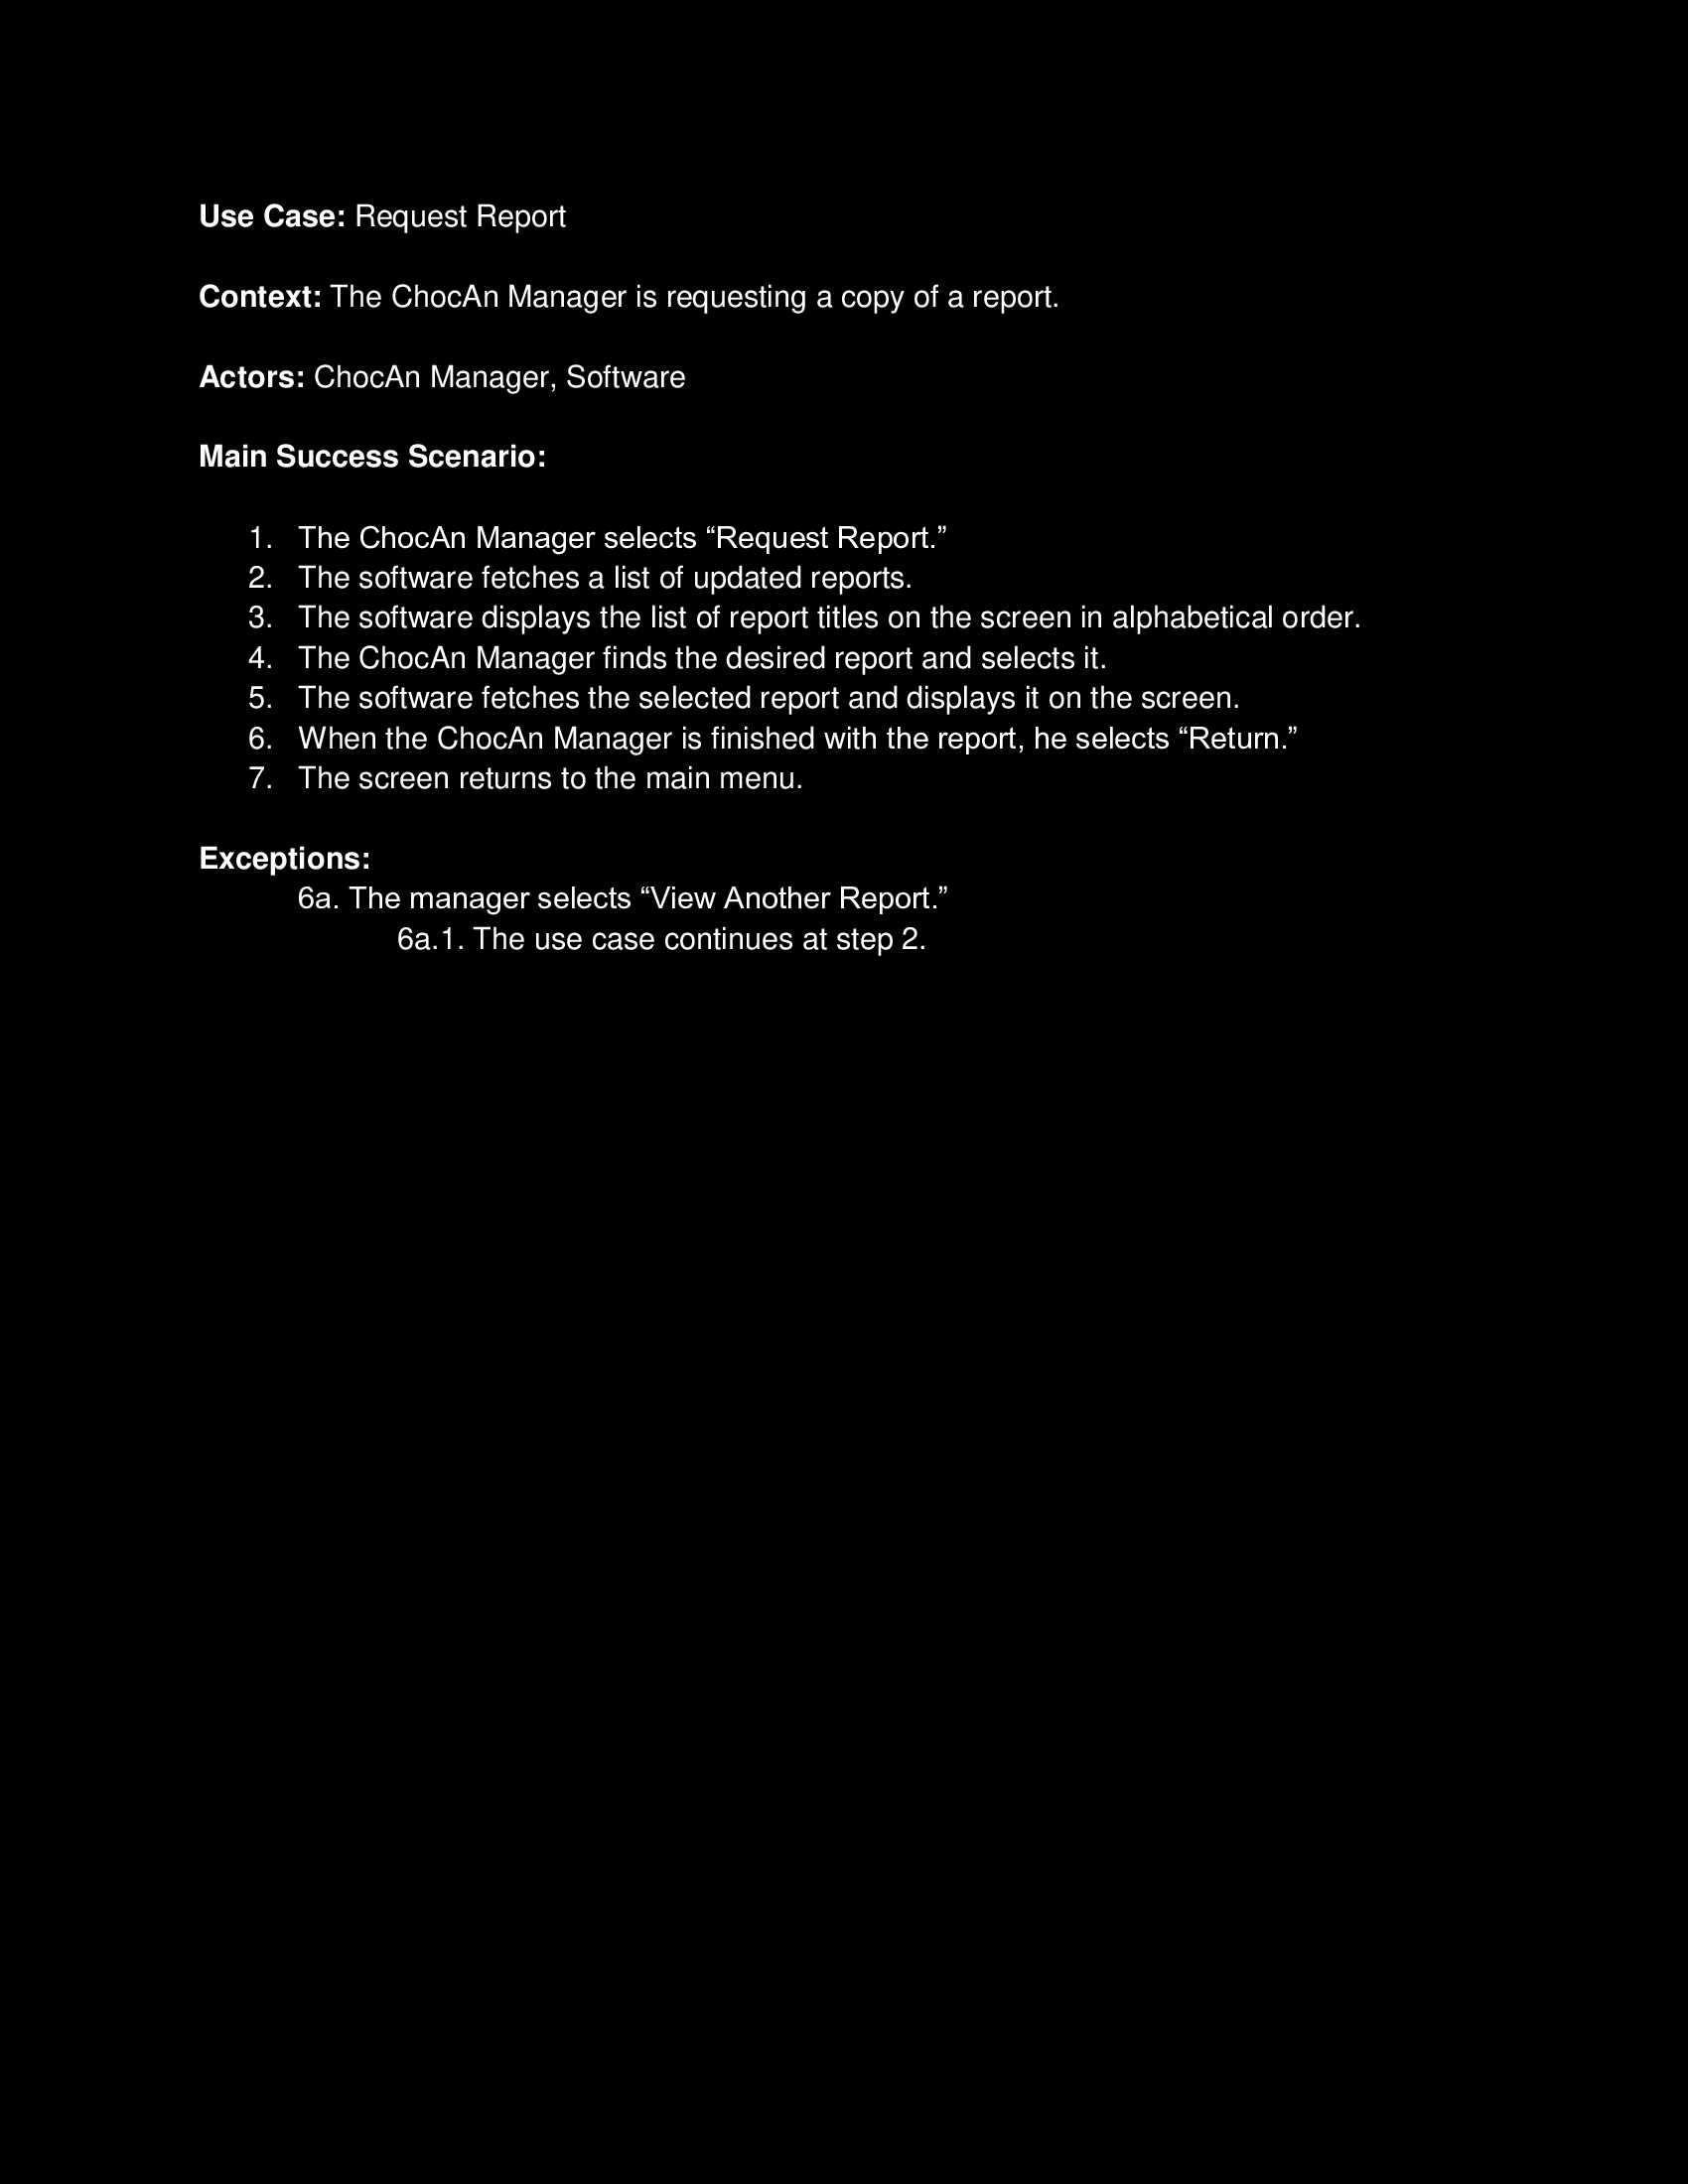 Use Case: Request Report
Context: The ChocAn Manager is requesting a copy of a report.
Actors: ChocAn Manager, Software
Main Success Scenario:
1. The ChocAn Manager selects “Request Report.”
2. The software fetches a list of updated reports.
3. The software displays the list of report titles on the screen in alphabetical order.
4. The ChocAn Manager finds the desired report and selects it.
5. The software fetches the selected report and displays it on the screen.
6. When the ChocAn Manager is finished with the report, he selects “Return.”
7. The screen returns to the main menu.
Exceptions:
6a. The manager selects “View Another Report.”
6a.1. The use case continues at step 2.